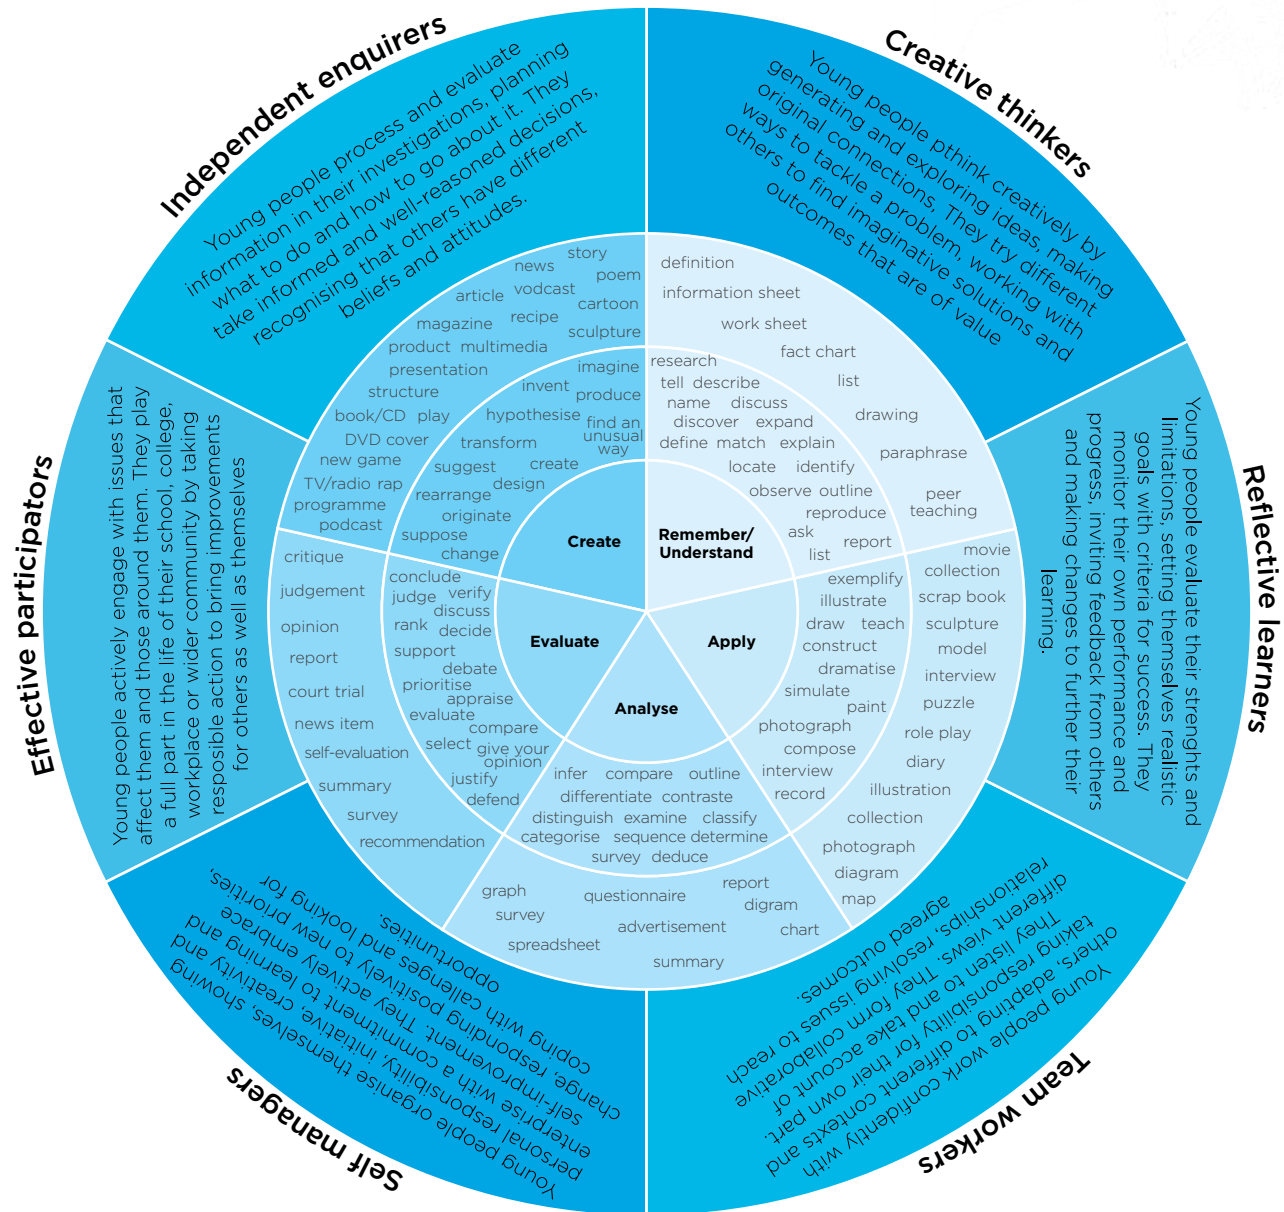 Independent enquirers
Young people process and evaluate
information in their investigations, planning
what to do and how to go about it. They
take informed and well-reasoned decisions,
recognising that others have different
beliefs and attitudes.
Creative thinkers
Young people pthink creatively by
generating and exploring ideas, making
original connections. They try different
ways to tackle a problem, working with
others to find imaginative solutions and
outcomes that are of value
Reflective learners
Young people evaluate their strenghts and
limitations, setting themselves realistic
goals with criteria for success. They
monitor their own performance and
progress, inviting feedback from others
and making changes to further their
learning.
Team workers
Young people work confidently with
others, adapting to different contexts and
taking responsibility for their own part.
They listen to and take account of
different views. They form collaborative
relationships, resolving issues to reach
agreed outcomes.
Self managers
Young people organise themselves, showing
personal responsibility, initiative, creativity and
enterprise with a commitment to learning and
self-improvement. They actively embrace
change, responding positively to new priorities,
coping with callenges and looking for
opportunities.
Effective participators
Young people actively engage with issues that
affect them and those around them. They play
a full part in the life of their school, college,
workplace or wider community by taking
resposible action to bring improvements
for others as well as themselves
story
news
poem
vodcast
article
cartoon
recipe
magazine
sculpture
product multimedia
presentation
structure
book/CD play
DVD cover
new game
TV/radio rap
programme
podcast
imagine
invent
produce
hypothesise
find an
unusual
way
transform
create
suggest
design
rearrange
originate
suppose
change
Create
definition
information sheet
work sheet
fact chart
list
drawing
paraphrase
peer
teaching
research
tell describe
name discuss
discover expand
define match explain
locate identify
observe outline
reproduce
ask
report
list
Remember/
Understand
movie
collection
scrap book
sculpture
model
interview
puzzle
role play
diary
illustration
collection
photograph
diagram
map
exemplify
illustrate
draw teach
construct
dramatise
simulate
paint
photograph
compose
interview
record
Apply
infer compare outline
differentiate contraste
distinguish examine classify
categorise sequence determine
survey deduce
graph
questionnaire
report
survey
digram
advertisement
chart
spreadsheet
summary
Analyse
critique
judgement
opinion
report
court trial
news item
self-evaluation
summary
survey
recommendation
conclude
judge verify
discuss
rank
decide
support
debate
prioritise
appraise
evaluate
compare
select
give your
opinion
justify
defend
Evaluate